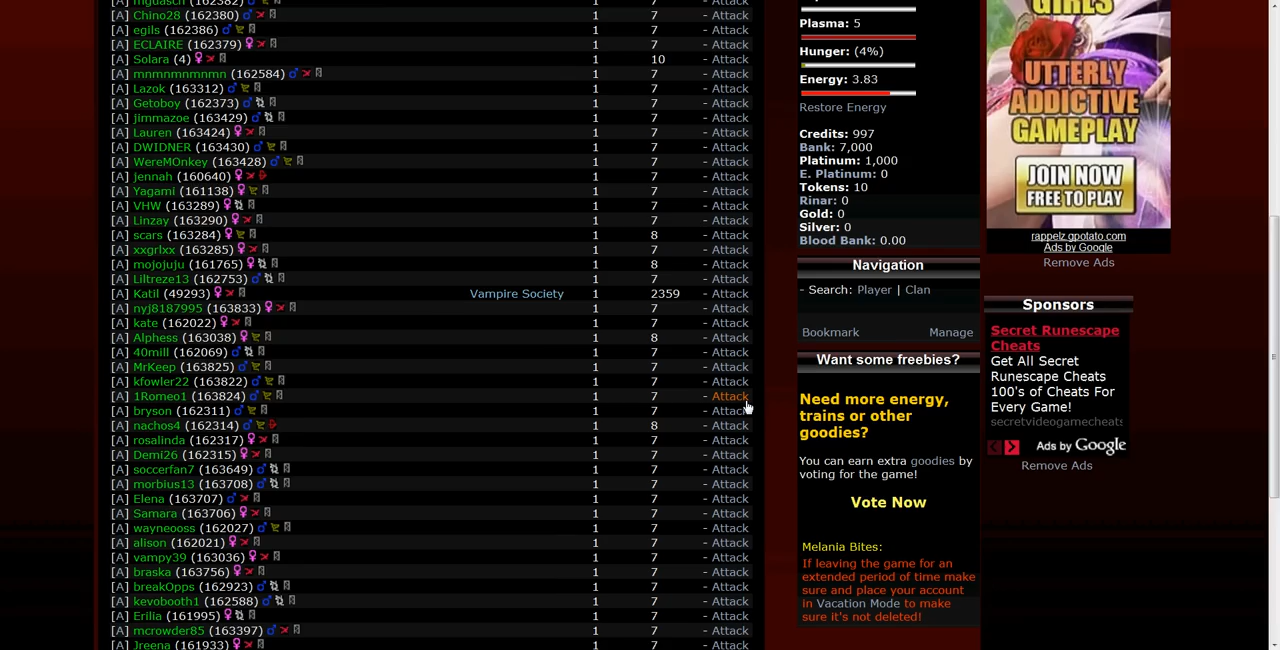 [A] mguasch (162382) 1 7 - Attack
[A] Chino28 (162380) 1 7 - Attack
[A] egils (162386) 1 7 - Attack
[A] ECLAIRE (162379) 1 7 - Attack
[A] Solara (4) 1 10 - Attack
[A] mnmnmnmnmn (162584) 1 7 - Attack
[A] Lazok (163312) 1 7 - Attack
[A] Getoboy (162373) 1 7 - Attack
[A] jimmazoe (163429) 1 7 - Attack
[A] Lauren (163424) 1 7 - Attack
[A] DWIDNER (163430) 1 7 - Attack
[A] WereMOnkey (163428) 1 7 - Attack
[A] jennah (160640) 1 7 - Attack
[A] Yagami (161138) 1 7 - Attack
[A] VHW (163289) 1 7 - Attack
[A] Linzay (163290) 1 7 - Attack
[A] scars (163284) 1 8 - Attack
[A] xxgrlxx (163285) 1 7 - Attack
[A] mojojuju (161765) 1 8 - Attack
[A] Liltreze13 (162753) 1 7 - Attack
[A] Katil (49293) Vampire Society 1 2359 - Attack
[A] nyj8187995 (163833) 1 7 - Attack
[A] kate (162022) 1 7 - Attack
[A] Alphess (163038) 1 8 - Attack
[A] 40mill (162069) 1 7 - Attack
[A] MrKeep (163825) 1 7 - Attack
[A] kfowler22 (163822) 1 7 - Attack
[A] 1Romeo1 (163824) 1 7 - Attack
[A] bryson (162311) 1 7 - Attack
[A] nachos4 (162314) 1 8 - Attack
[A] rosalinda (162317) 1 7 - Attack
[A] Demi26 (162315) 1 7 - Attack
[A] soccerfan7 (163649) 1 7 - Attack
[A] morbius13 (163708) 1 7 - Attack
[A] Elena (163707) 1 7 - Attack
[A] Samara (163706) 1 7 - Attack
[A] wayneooss (162027) 1 7 - Attack
[A] alison (162021) 1 7 - Attack
[A] vampy39 (163036) 1 7 - Attack
[A] braska (163756) 1 7 - Attack
[A] breakOpps (162923) 1 7 - Attack
[A] kevobooth1 (162588) 1 7 - Attack
[A] Erilia (161995) 1 7 - Attack
[A] mcrowder85 (163397) 1 7 - Attack
[A] Jreena (161933) 1 7 - Attack
Plasma: 5
Hunger: (4%)
Energy: 3.83
Restore Energy
Credits: 997
Bank: 7,000
Platinum: 1,000
E. Platinum: 0
Tokens: 10
Rinar: 0
Gold: 0
Silver: 0
Blood Bank: 0.00
Navigation
- Search: Player | Clan
Bookmark Manage
Want some freebies?
Need more energy,
trains or other
goodies?
You can earn extra goodies by
voting for the game!
Vote Now
Melania Bites:
If leaving the game for an
extended period of time make
sure and place your account
in Vacation Mode to make
sure it's not deleted!
GIRLS
UTTERLY
ADDICTIVE
GAMEPLAY
JOIN NOW
FREE TO PLAY
rappelz.gpotato.com
Ads by Google
Remove Ads
Sponsors
Secret Runescape
Cheats
Get All Secret
Runescape Cheats
100's of Cheats For
Every Game!
secretvideogamecheats
Ads by Google
Remove Ads